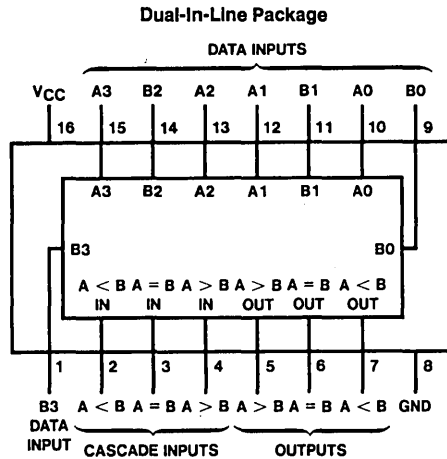 Dual-In-Line Package
DATA INPUTS
VCC A3 B2 A2 A1 B1 A0 B0
16 15 14 13 12 11 10 9
A3 B2 A2 A1 B1 A0
B3 B0
A < B A = B A > B A > B A = B A < B
IN IN IN OUT OUT OUT
1 2 3 4 5 6 7 8
B3 A < B A = B A > B A > B A = B A < B GND
DATA
INPUT CASCADE INPUTS OUTPUTS